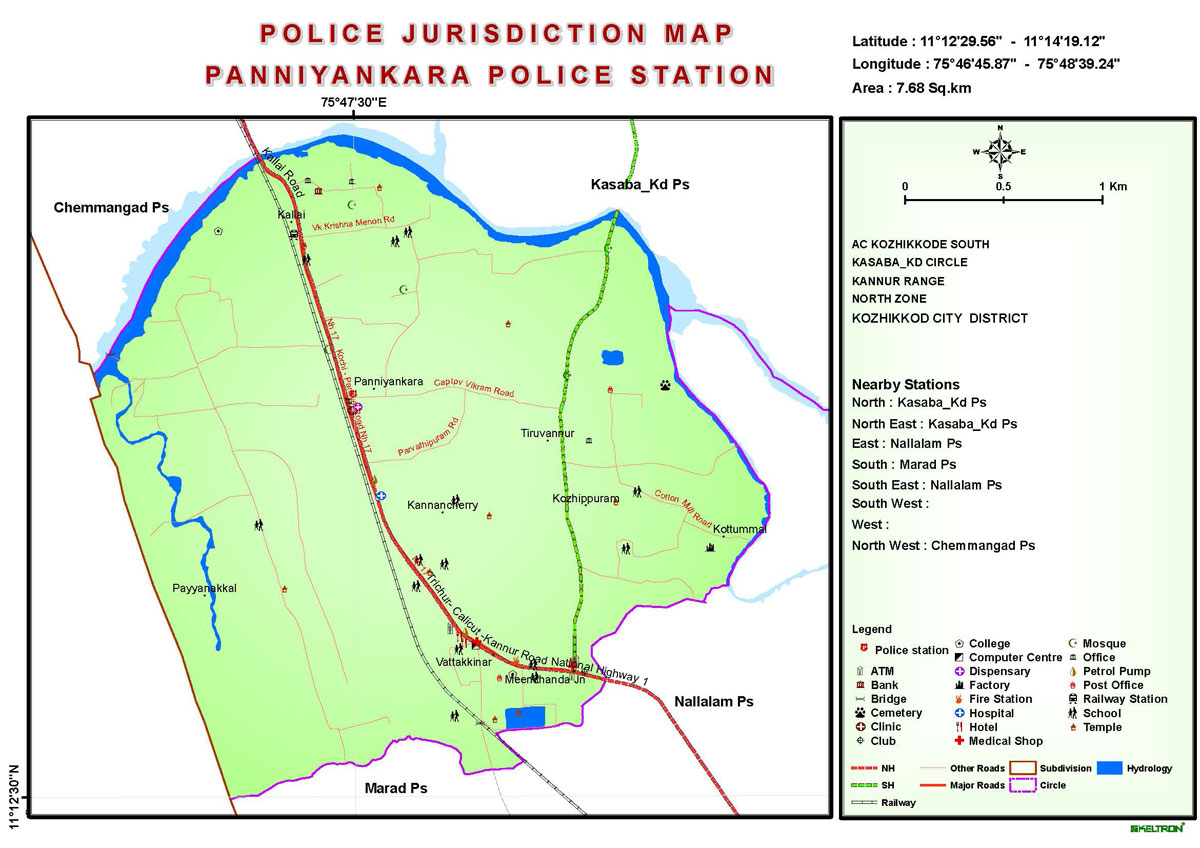 POLICE JURISDICTION MAP
PANNIYANKARA POLICE STATION
Latitude : 11°12'29.56" - 11°14'19.12"
Longitude : 75°46'45.87" - 75°48'39.24"
Area : 7.68 Sq.km
75°47'30"E
Chemmangad Ps
Kasaba_Kd Ps
Kallai Road
Kallai
Vk Krishna Menon Rd
Nh 17
Panniyankara
Captpv Vikram Road
Parvathipuram Rd
Road Nh 17
Tiruvannur
Kannancherry
Kozhippuram
Cotton Mill Road
Kottummal
Payyanakkal
Trichur- Calicut -Kannur Road National Highway 1
Vattakkinar
Meenchanda Jn
Nallalam Ps
Marad Ps
11°12'30"N
N
W
E
S
0
0.5
1 Km
AC KOZHIKKODE SOUTH
KASABA_KD CIRCLE
KANNUR RANGE
NORTH ZONE
KOZHIKKOD CITY DISTRICT
Nearby Stations
North : Kasaba_Kd Ps
North East : Kasaba_Kd Ps
East : Nallalam Ps
South : Marad Ps
South East : Nallalam Ps
South West :
West :
North West : Chemmangad Ps
Legend
Police station
ATM
Bank
Bridge
Cemetery
Clinic
Club
College
Computer Centre
Dispensary
Factory
Fire Station
Hospital
Hotel
Medical Shop
Mosque
Office
Petrol Pump
Post Office
Railway Station
School
Temple
NH
SH
Railway
Other Roads
Major Roads
Subdivision
Circle
Hydrology
KELTRON